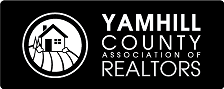 YAMHILL
COUNTY
ASSOCIATION OF
REALTORS